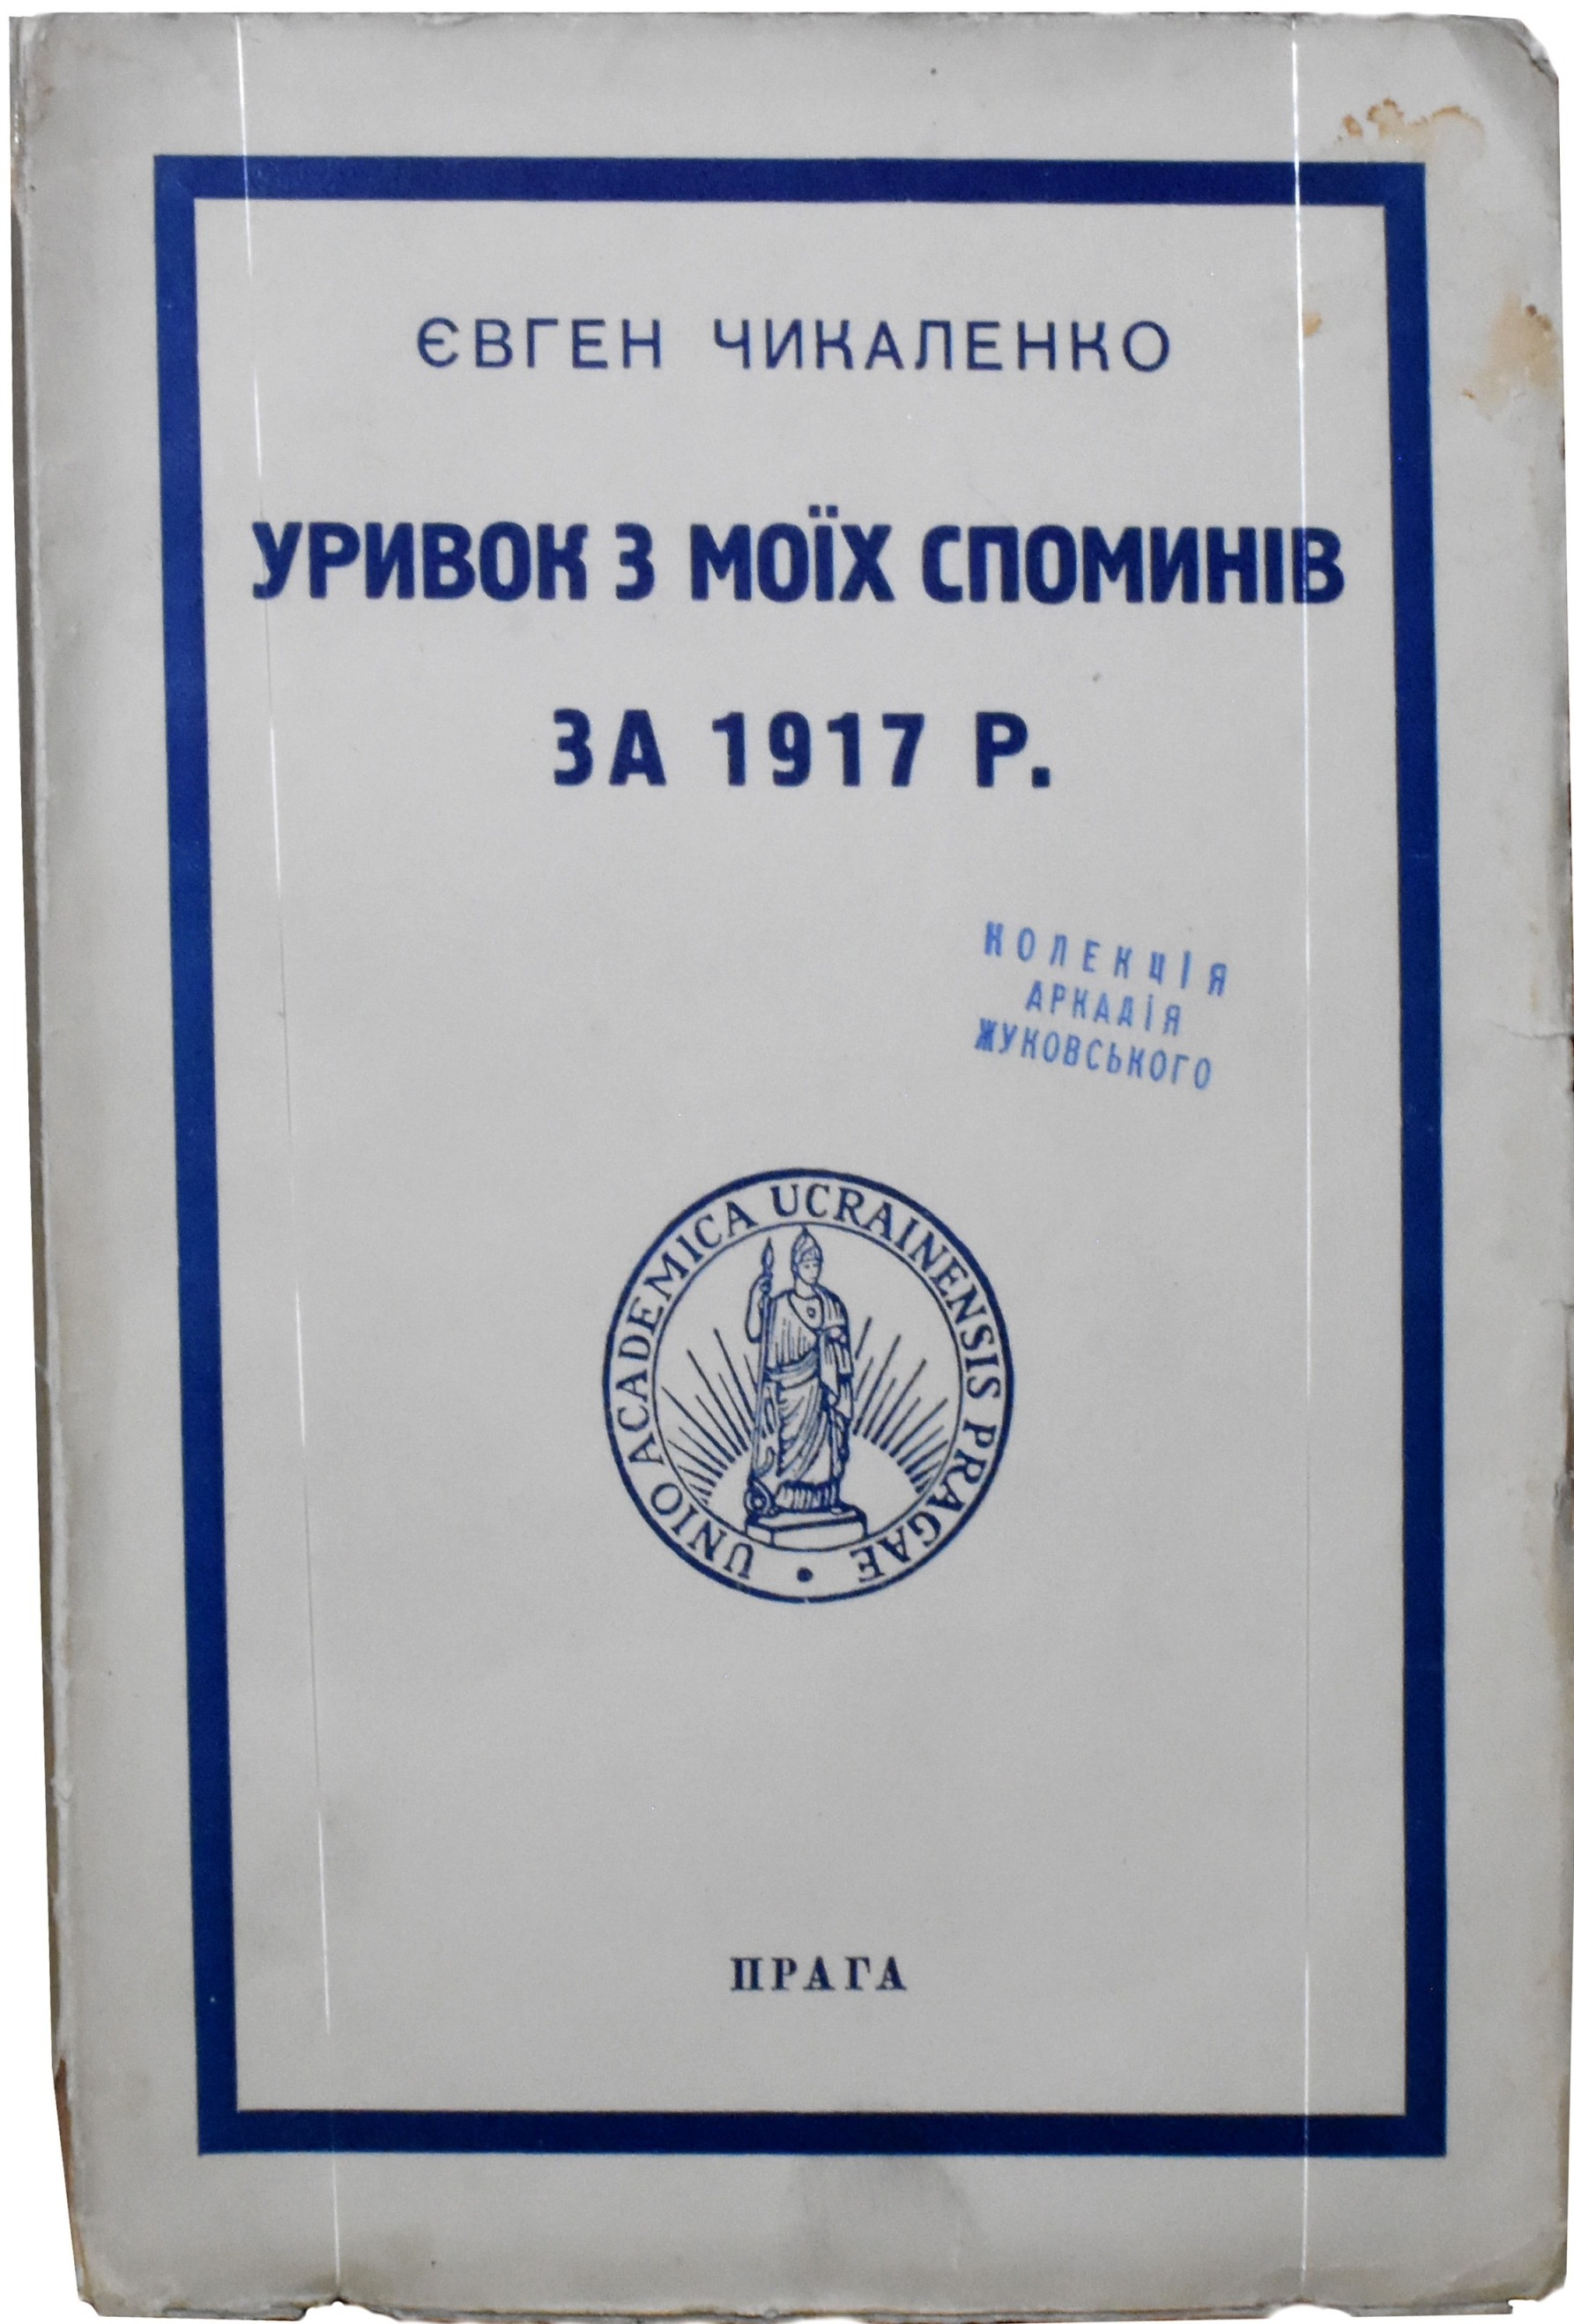 ЄВГЕН ЧИКАЛЕНКО
УРИВОК З МОЇХ СПОМИНІВ
ЗА 1917 Р.
КОЛЕКЦІЯ
АРКАДІЯ
ЖУКОВСЬКОГО
UNIO ACADEMICA UCRAINENSIS PRAGAE •
ПРАГА